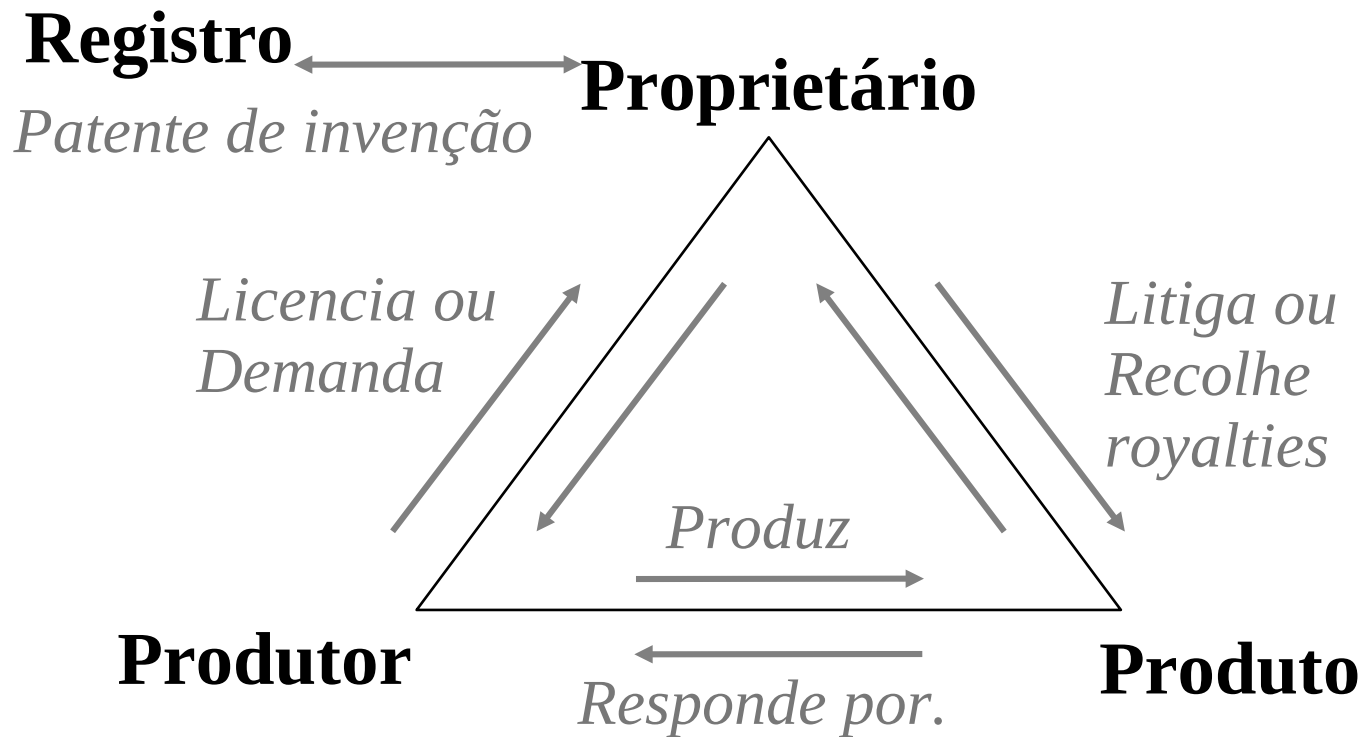 Registro
Proprietário
Patente de invenção
Licencia ou
Demanda
Litiga ou
Recolhe
royalties
Produz
Produtor
Produto
Responde por.